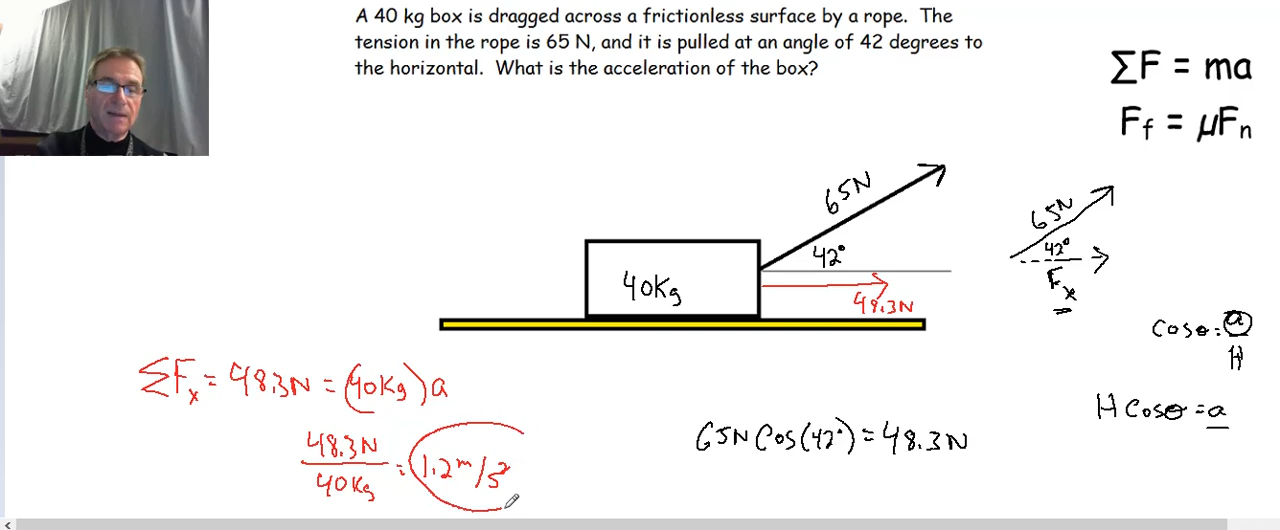 A 40 kg box is dragged across a frictionless surface by a rope. The
tension in the rope is 65 N, and it is pulled at an angle of 42 degrees to
the horizontal. What is the acceleration of the box?
∑F = ma
Ff = μFn
65N
42°
40Kg
48.3N
65N
42°
Fx
cosθ = a/H
H cosθ = a
∑Fx = 48.3N = (40Kg)a
48.3N/40Kg = 1.2 m/s²
65N Cos(42°) = 48.3N